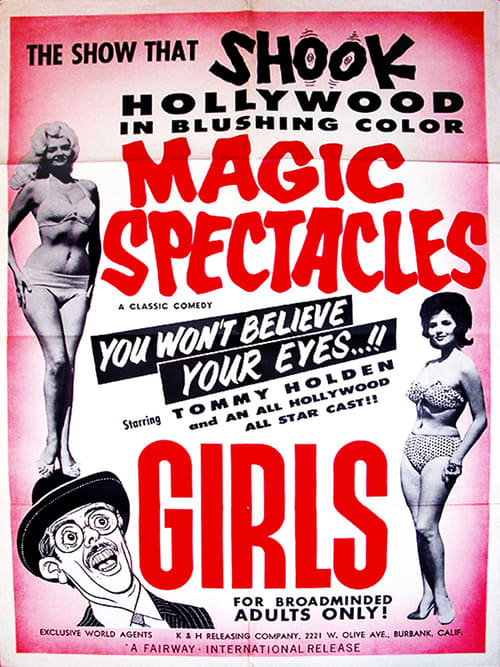 THE SHOW THAT SHOOK
HOLLYWOOD
IN BLUSHING COLOR
MAGIC
SPECTACLES
A CLASSIC COMEDY
YOU WON'T BELIEVE
YOUR EYES...!!
Starring TOMMY HOLDEN
and AN ALL HOLLYWOOD
ALL STAR CAST!!
GIRLS
FOR BROADMINDED
ADULTS ONLY!
EXCLUSIVE WORLD AGENTS K & H RELEASING COMPANY, 2221 W. OLIVE AVE., BURBANK, CALIF.
A FAIRWAY - INTERNATIONAL RELEASE